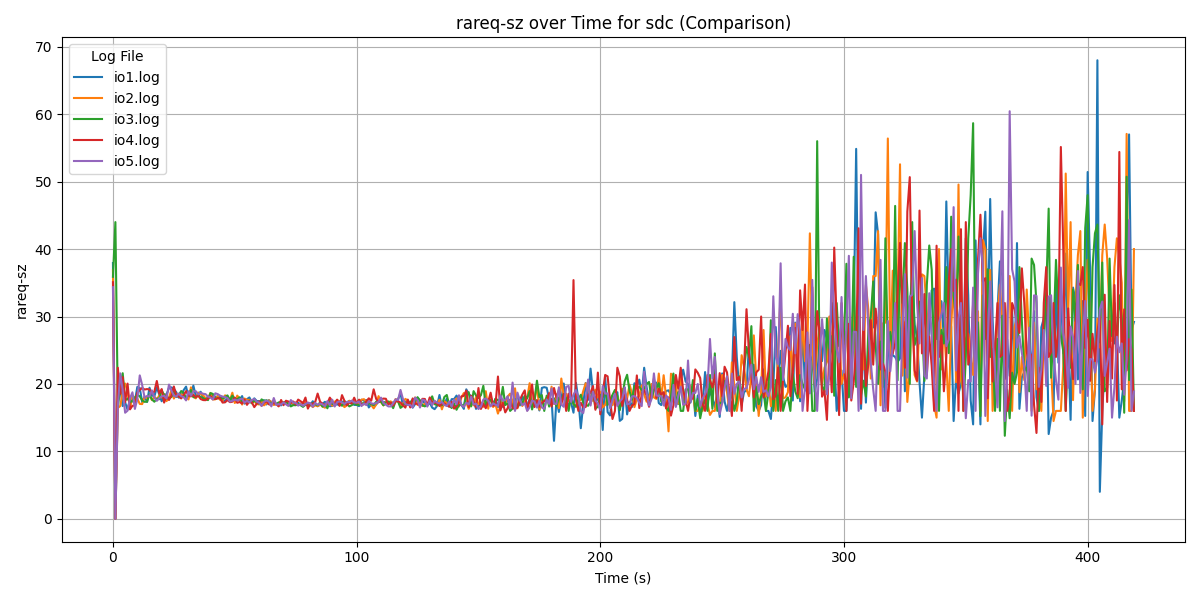 rareq-sz over Time for sdc (Comparison)
Log File
io1.log
io2.log
io3.log
io4.log
io5.log
rareq-sz
70
60
50
40
30
20
10
0
0 100 200 300 400
Time (s)